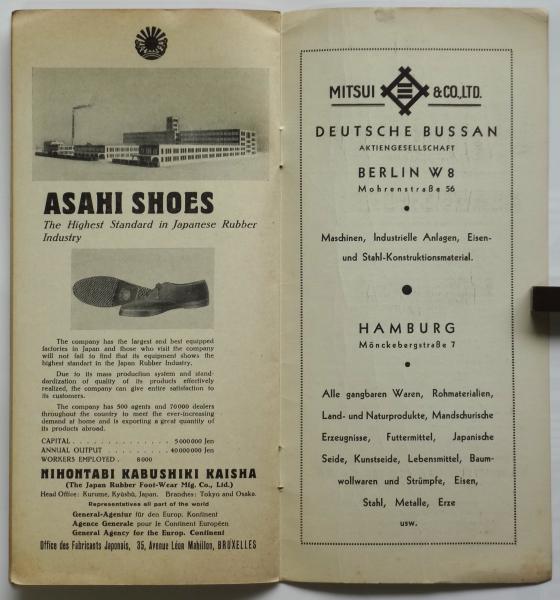 ASAHI SHOES
The Highest Standard in Japanese Rubber
Industry
The company has the largest and best equipped
factories in Japan and those who visit the company
will not fail to find that its equipment shows the
highest standart in the Japan Rubber Industry.
Due to its mass production system and stand-
dardization of quality of its products effectively
realized, the company can give entire satisfaction to
its customers.
The company has 500 agents and 70000 dealers
throughout the country to meet the ever-increasing
demand at home and is exporting a great quantity of
its products abroad.
CAPITAL . . . . . . . . . . . . . . . 5 000 000 Jen
ANNUAL OUTPUT . . . . . . . . . . 40 000 000 Jen
WORKERS EMPLOYED . 8 000
NIHONTABI KABUSHIKI KAISHA
(The Japan Rubber Foot-Wear Mfg. Co., Ltd.)
Head Office: Kurume, Kyūshū, Japan. Branches: Tokyo and Osaka.
Representatives all part of the world
General-Agentur für den Europ. Kontinent
Agence Generale pour le Continent Européen
General Agency for the Europ. Continent
Office des Fabricants Japonais, 35, Avenue Léon Mabillon, BRUXELLES
MITSUI & CO., LTD.
DEUTSCHE BUSSAN
AKTIENGESELLSCHAFT
BERLIN W 8
Mohrenstraße 56
Maschinen, Industrielle Anlagen, Eisen-
und Stahl-Konstruktionsmaterial.
HAMBURG
Mönckebergstraße 7
Alle gangbaren Waren, Rohmaterialien,
Land- und Naturprodukte, Mandschurische
Erzeugnisse, Futtermittel, Japanische
Seide, Kunstseide, Lebensmittel, Baum-
wollwaren und Strümpfe, Eisen,
Stahl, Metalle, Erze
usw.